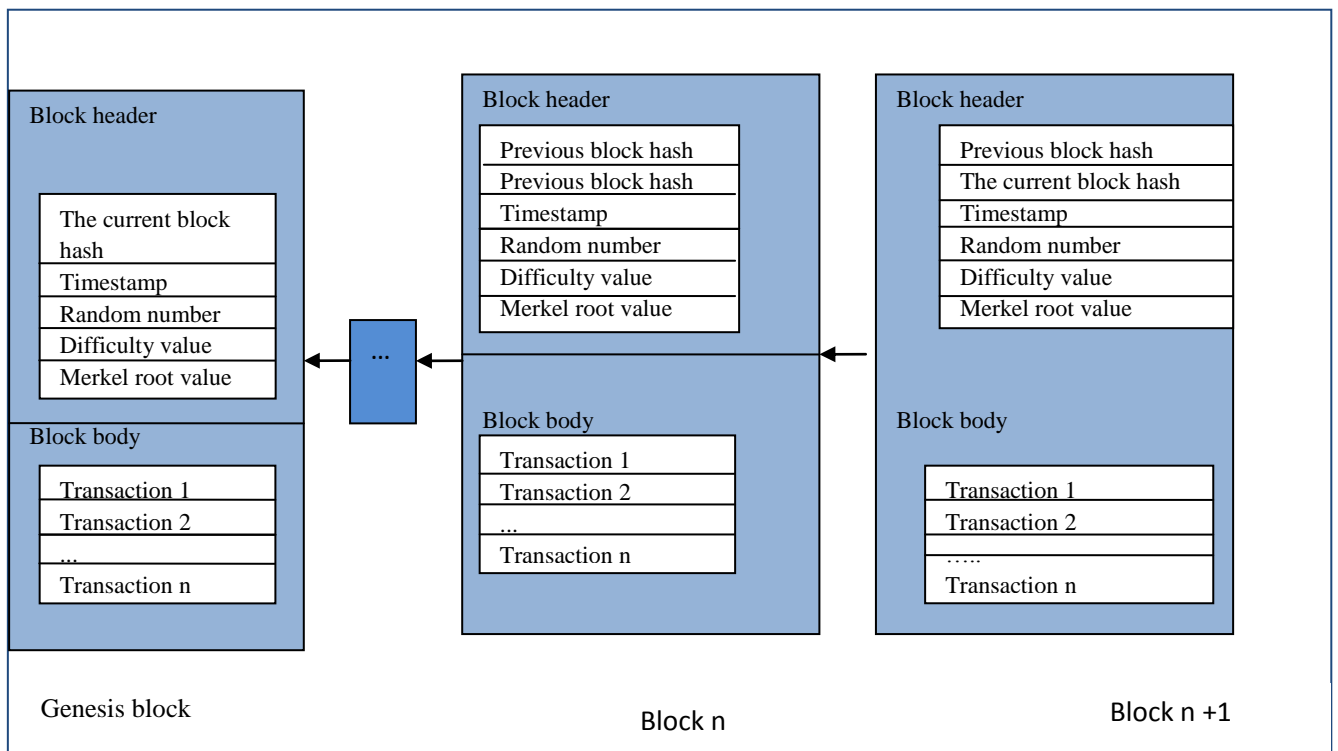 Block header
The current block
hash
Timestamp
Random number
Difficulty value
Merkel root value
Block body
Transaction 1
Transaction 2
...
Transaction n
Genesis block
...
Block header
Previous block hash
Previous block hash
Timestamp
Random number
Difficulty value
Merkel root value
Block body
Transaction 1
Transaction 2
...
Transaction n
Block n
Block header
Previous block hash
The current block hash
Timestamp
Random number
Difficulty value
Merkel root value
Block body
Transaction 1
Transaction 2
.....
Transaction n
Block n +1